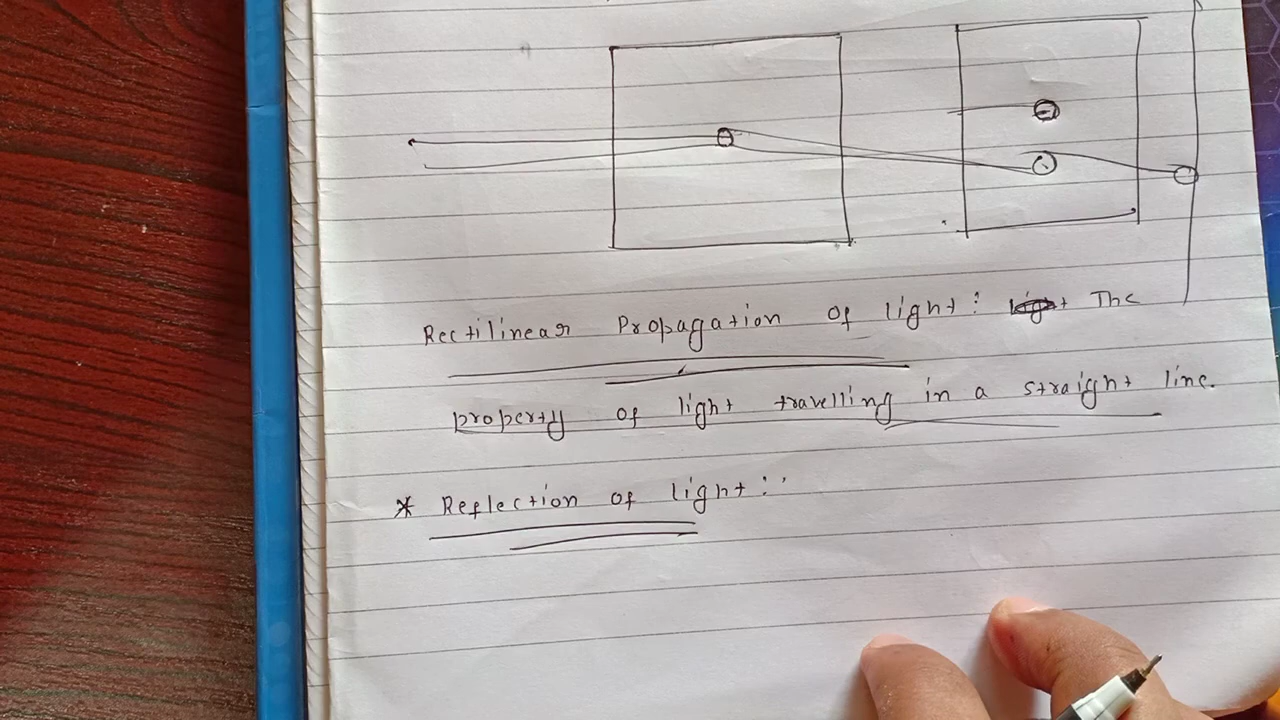 Rectilinear Propagation of light: The
property of light travelling in a straight line.
* Reflection of light: